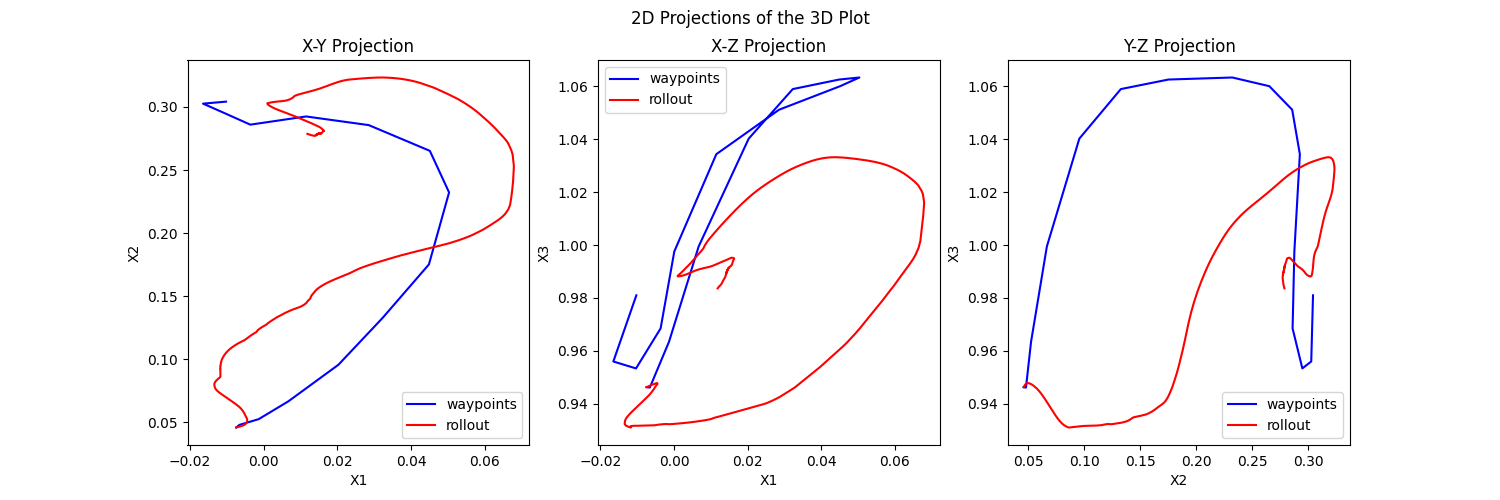 2D Projections of the 3D Plot
X-Y Projection
X2
0.30
0.25
0.20
0.15
0.10
0.05
−0.02
0.00
0.02
0.04
0.06
X1
waypoints
rollout
X-Z Projection
X3
1.06
1.04
1.02
1.00
0.98
0.96
0.94
−0.02
0.00
0.02
0.04
0.06
X1
waypoints
rollout
Y-Z Projection
X3
1.06
1.04
1.02
1.00
0.98
0.96
0.94
0.05
0.10
0.15
0.20
0.25
0.30
X2
waypoints
rollout